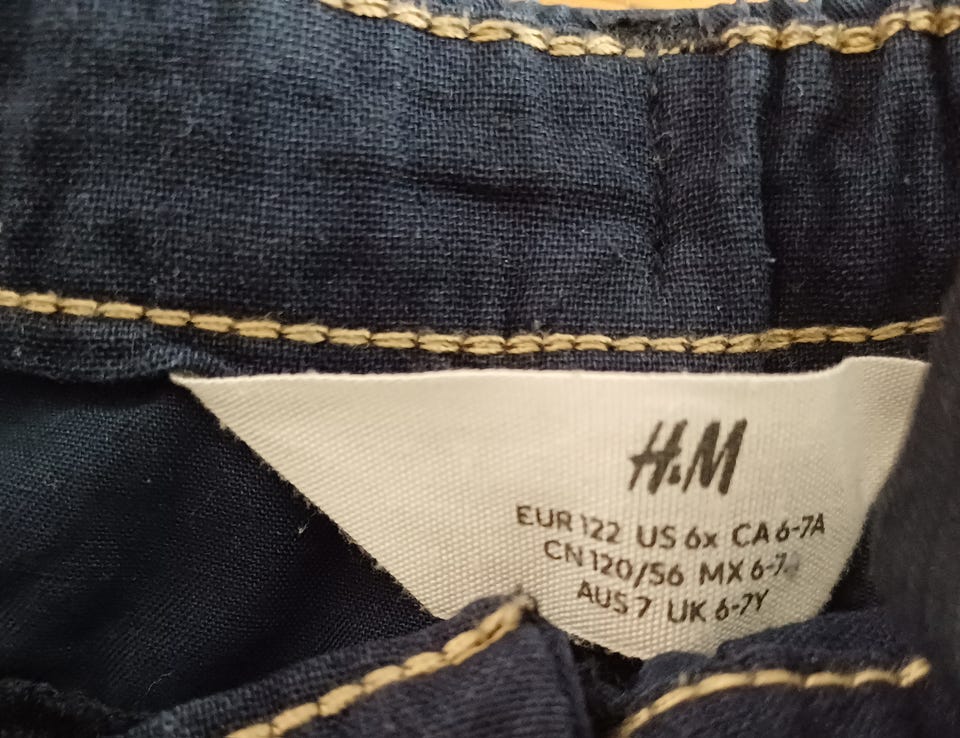 H&M
EUR 122 US 6x CA 6-7A
CN 120/56 MX 6-7
AUS 7 UK 6-7Y